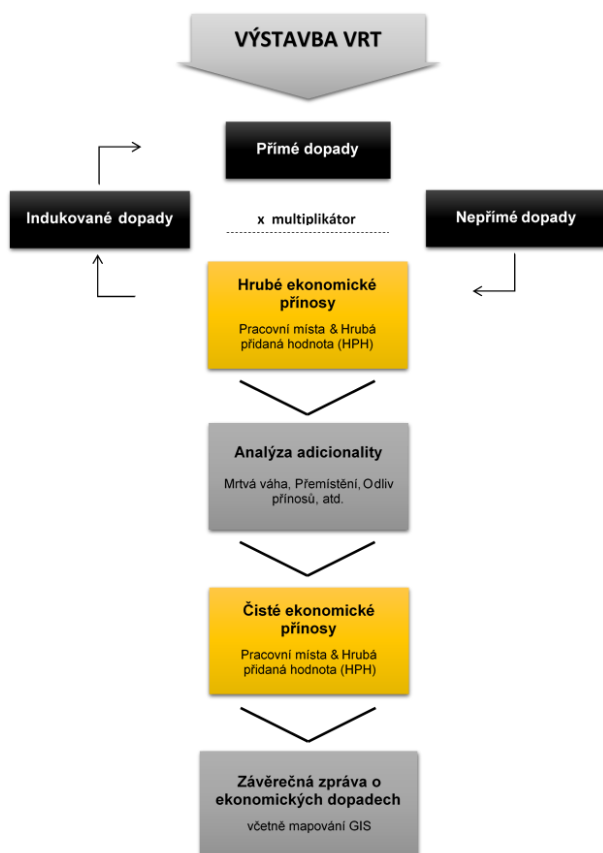 VÝSTAVBA VRT
Přímé dopady
Indukované dopady
x multiplikátor
Nepřímé dopady
Hrubé ekonomické
přínosy
Pracovní místa & Hrubá
přidaná hodnota (HPH)
Analýza adicionality
Mrtvá váha, Přemístění, Odliv
přínosů, atd.
Čisté ekonomické
přínosy
Pracovní místa & Hrubá
přidaná hodnota (HPH)
Závěrečná zpráva o
ekonomických dopadech
včetně mapování GIS